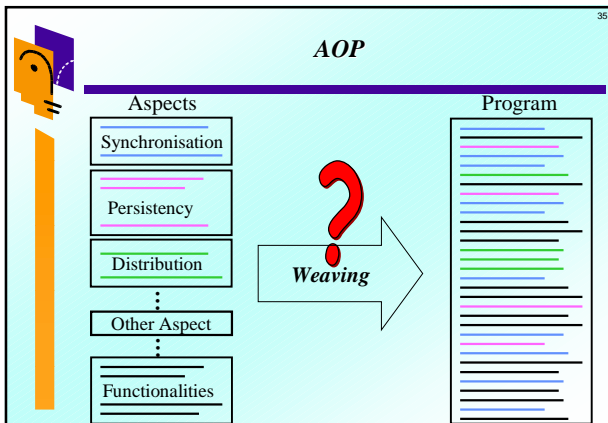 35
AOP
Aspects
Program
Synchronisation
Persistency
Distribution
?
Weaving
Other Aspect
Functionalities